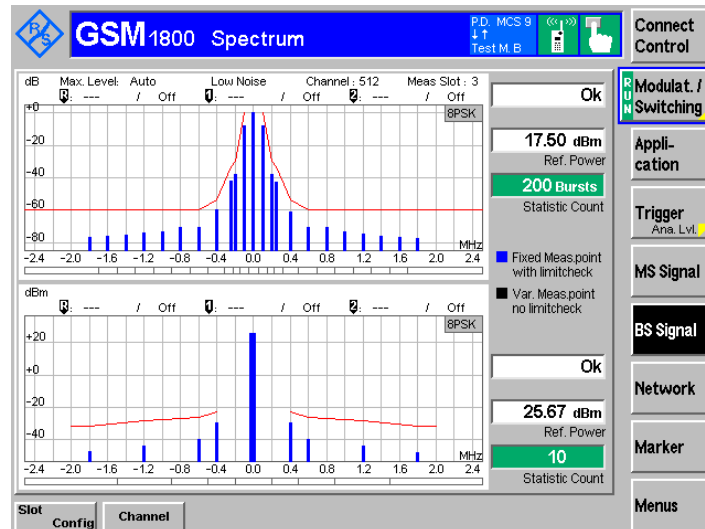 R/S
GSM1800 Spectrum
P.D. MCS 9
Test M. B
Connect Control
dB Max. Level: Auto Low Noise Channel : 512 Meas Slot : 3
R: --- / Off 1: --- / Off 2: --- / Off
8PSK
+0
-20
-40
-60
-80
MHz
-2.4 -2.0 -1.6 -1.2 -0.8 -0.4 0.0 0.4 0.8 1.2 1.6 2.0 2.4
Ok
17.50 dBm
Ref. Power
200 Bursts
Statistic Count
Fixed Meas.point
with limitcheck
Var. Meas.point
no limitcheck
dBm
R: --- / Off 1: --- / Off 2: --- / Off
8PSK
+20
+0
-20
-40
MHz
-2.4 -2.0 -1.6 -1.2 -0.8 -0.4 0.0 0.4 0.8 1.2 1.6 2.0 2.4
Ok
25.67 dBm
Ref. Power
10
Statistic Count
RUN
Modulat. /
Switching
Appli-
cation
Trigger
Ana. Lvl.
MS Signal
BS Signal
Network
Marker
Menus
Slot
Config
Channel